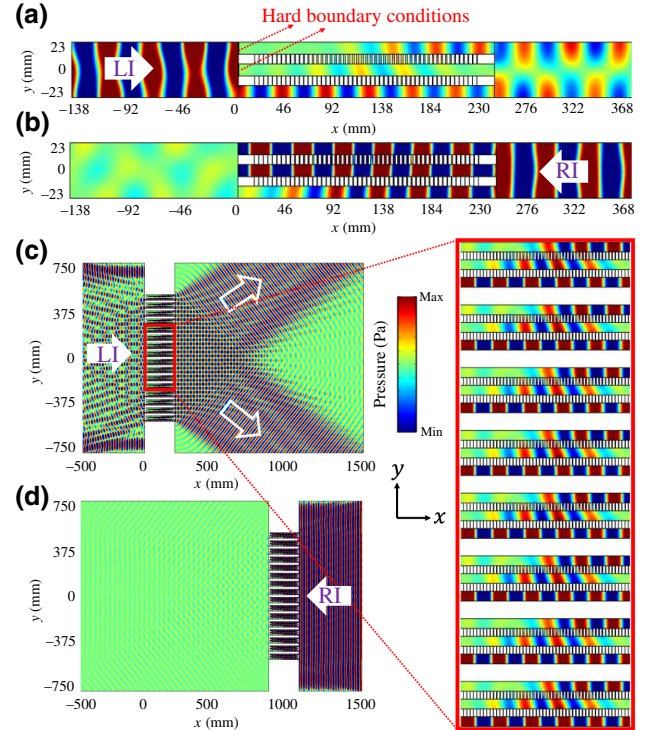 (a)
Hard boundary conditions
y (mm)
23
0
−23
LI
−138 −92 −46 0 46 92 138 184 230 276 322 368
x (mm)
(b)
y (mm)
23
0
−23
RI
−138 −92 −46 0 46 92 138 184 230 276 322 368
x (mm)
(c)
y (mm)
750
375
0
−375
−750
LI
−500 0 500 1000 1500
x (mm)
Pressure (Pa)
Max
Min
y
x
(d)
y (mm)
750
375
0
−375
−750
RI
−500 0 500 1000 1500
x (mm)